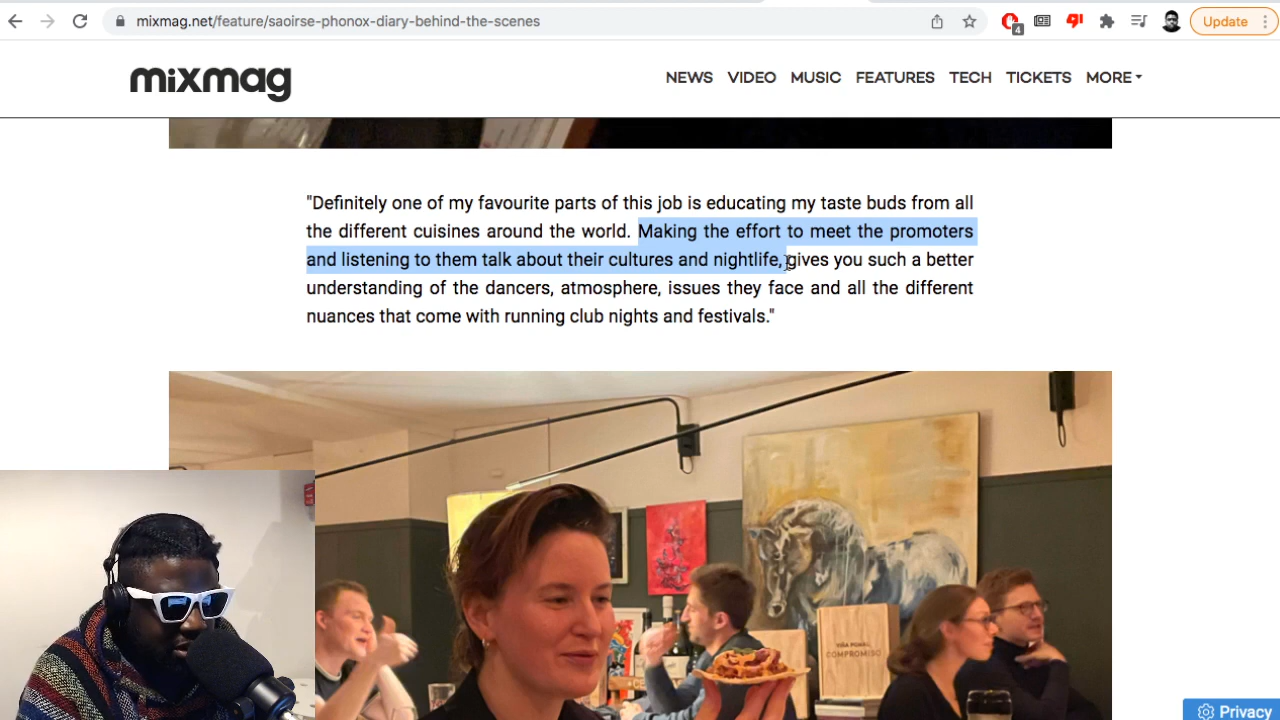 mixmag.net/feature/saoirse-phonox-diary-behind-the-scenes
4
Update
mixmag
NEWS VIDEO MUSIC FEATURES TECH TICKETS MORE
"Definitely one of my favourite parts of this job is educating my taste buds from all
the different cuisines around the world. Making the effort to meet the promoters
and listening to them talk about their cultures and nightlife, gives you such a better
understanding of the dancers, atmosphere, issues they face and all the different
nuances that come with running club nights and festivals."
COMPROMISO
Privacy